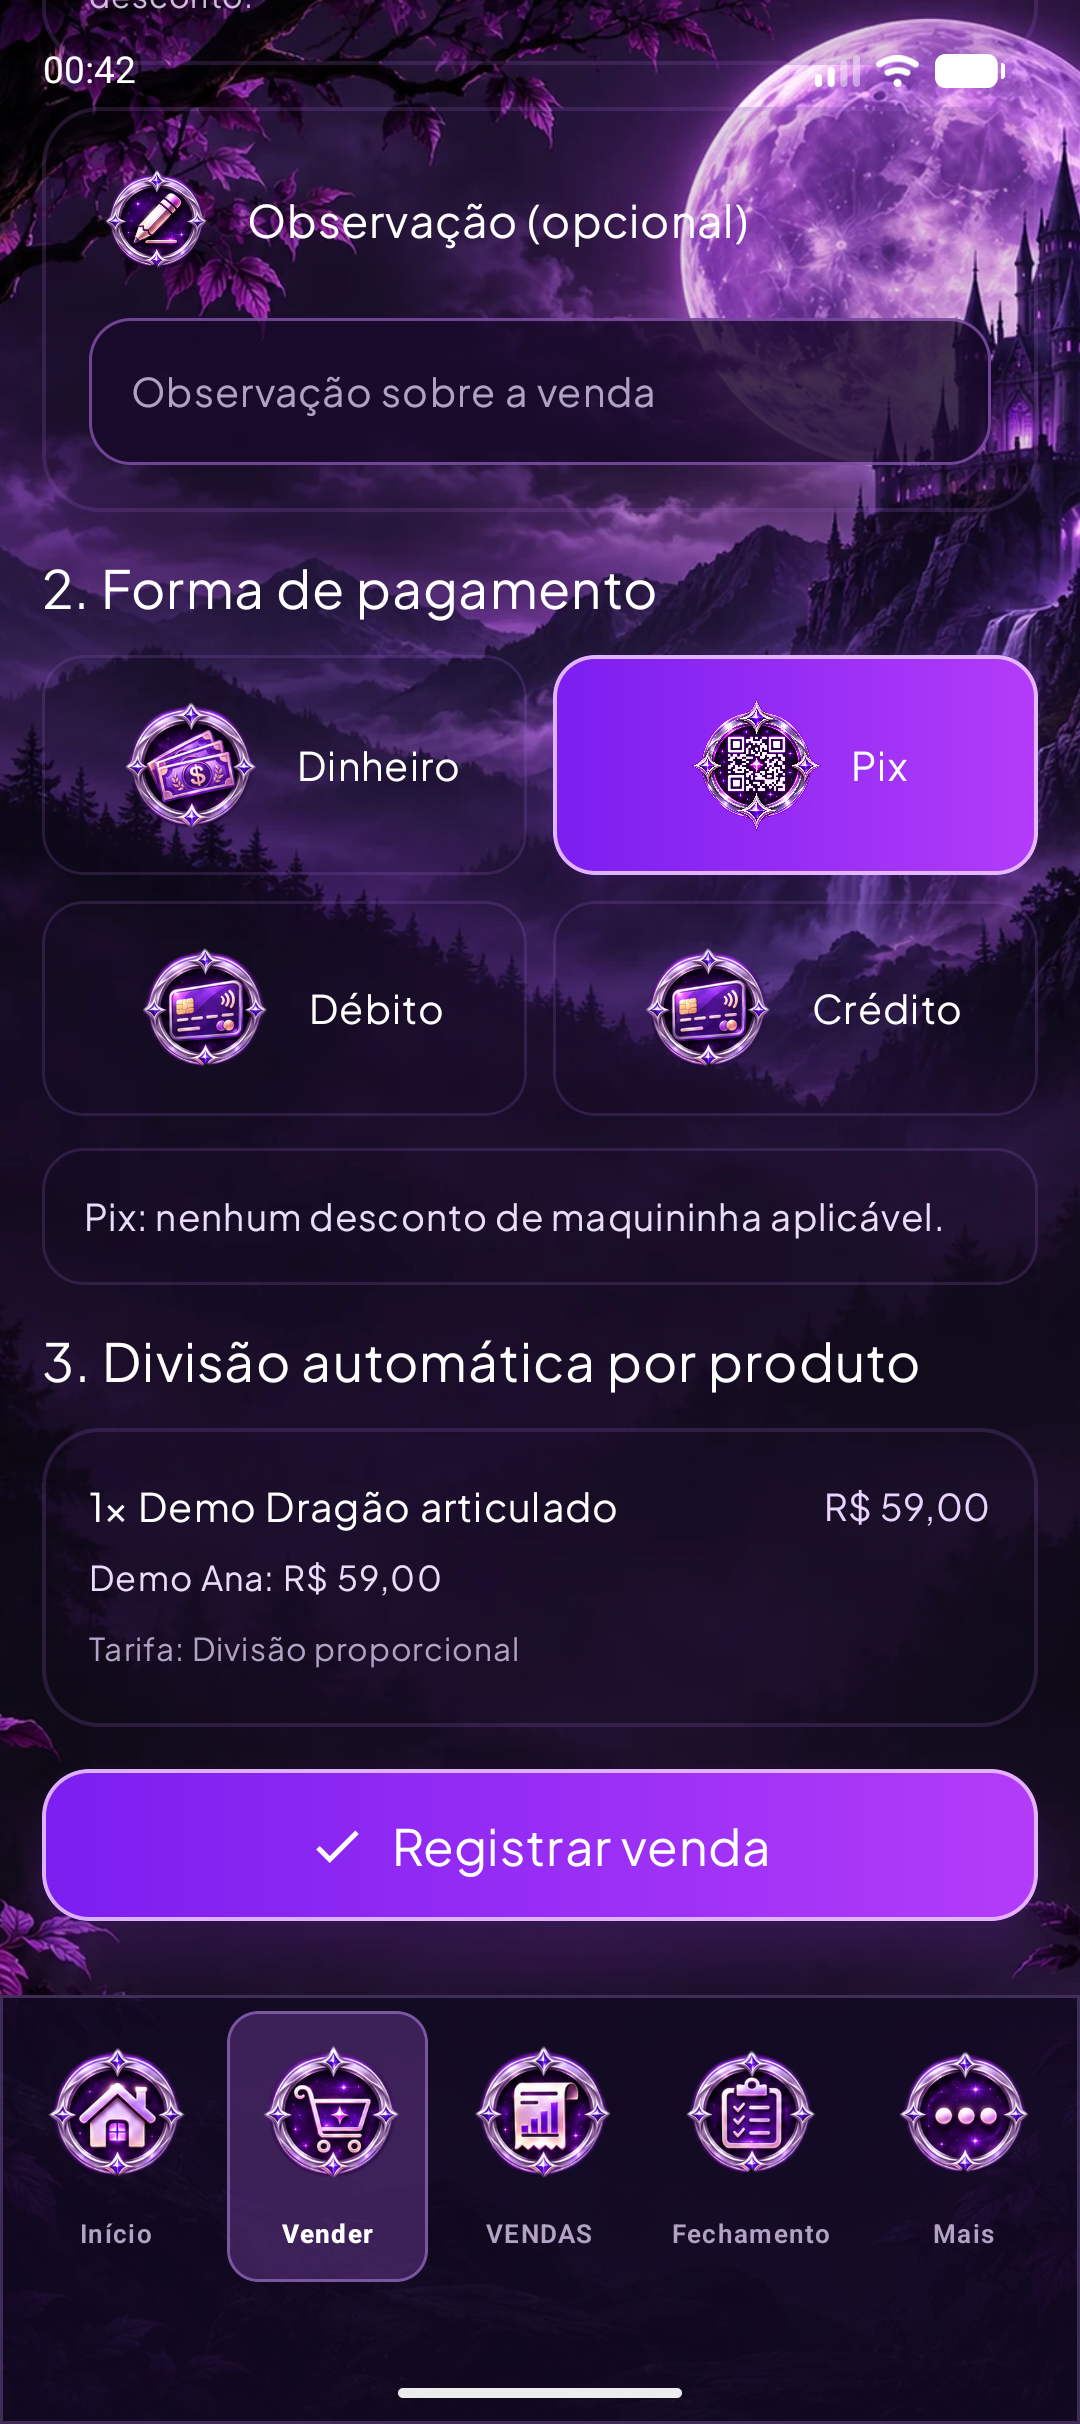 desconto.
00:42
Observação (opcional)
Observação sobre a venda
2. Forma de pagamento
Dinheiro
Pix
Débito
Crédito
Pix: nenhum desconto de maquininha aplicável.
3. Divisão automática por produto
1× Demo Dragão articulado R$ 59,00
Demo Ana: R$ 59,00
Tarifa: Divisão proporcional
Registrar venda
Início Vender VENDAS Fechamento Mais